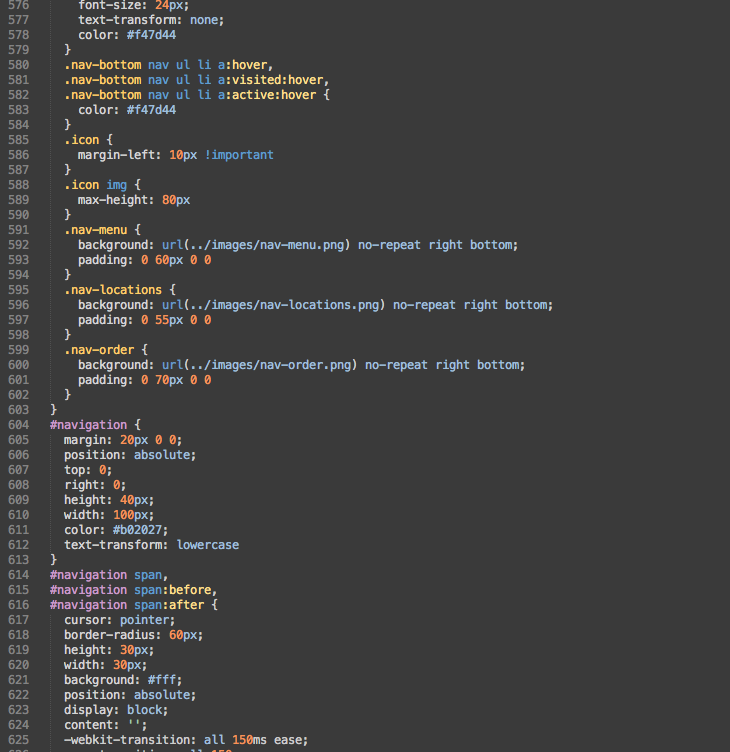 576 font-size: 24px;
577 text-transform: none;
578 color: #f47d44
579 }
580 .nav-bottom nav ul li a:hover,
581 .nav-bottom nav ul li a:visited:hover,
582 .nav-bottom nav ul li a:active:hover {
583 color: #f47d44
584 }
585 .icon {
586 margin-left: 10px !important
587 }
588 .icon img {
589 max-height: 80px
590 }
591 .nav-menu {
592 background: url(../images/nav-menu.png) no-repeat right bottom;
593 padding: 0 60px 0 0
594 }
595 .nav-locations {
596 background: url(../images/nav-locations.png) no-repeat right bottom;
597 padding: 0 55px 0 0
598 }
599 .nav-order {
600 background: url(../images/nav-order.png) no-repeat right bottom;
601 padding: 0 70px 0 0
602 }
603 }
604 #navigation {
605 margin: 20px 0 0;
606 position: absolute;
607 top: 0;
608 right: 0;
609 height: 40px;
610 width: 100px;
611 color: #b02027;
612 text-transform: lowercase
613 }
614 #navigation span,
615 #navigation span:before,
616 #navigation span:after {
617 cursor: pointer;
618 border-radius: 60px;
619 height: 30px;
620 width: 30px;
621 background: #fff;
622 position: absolute;
623 display: block;
624 content: '';
625 -webkit-transition: all 150ms ease;